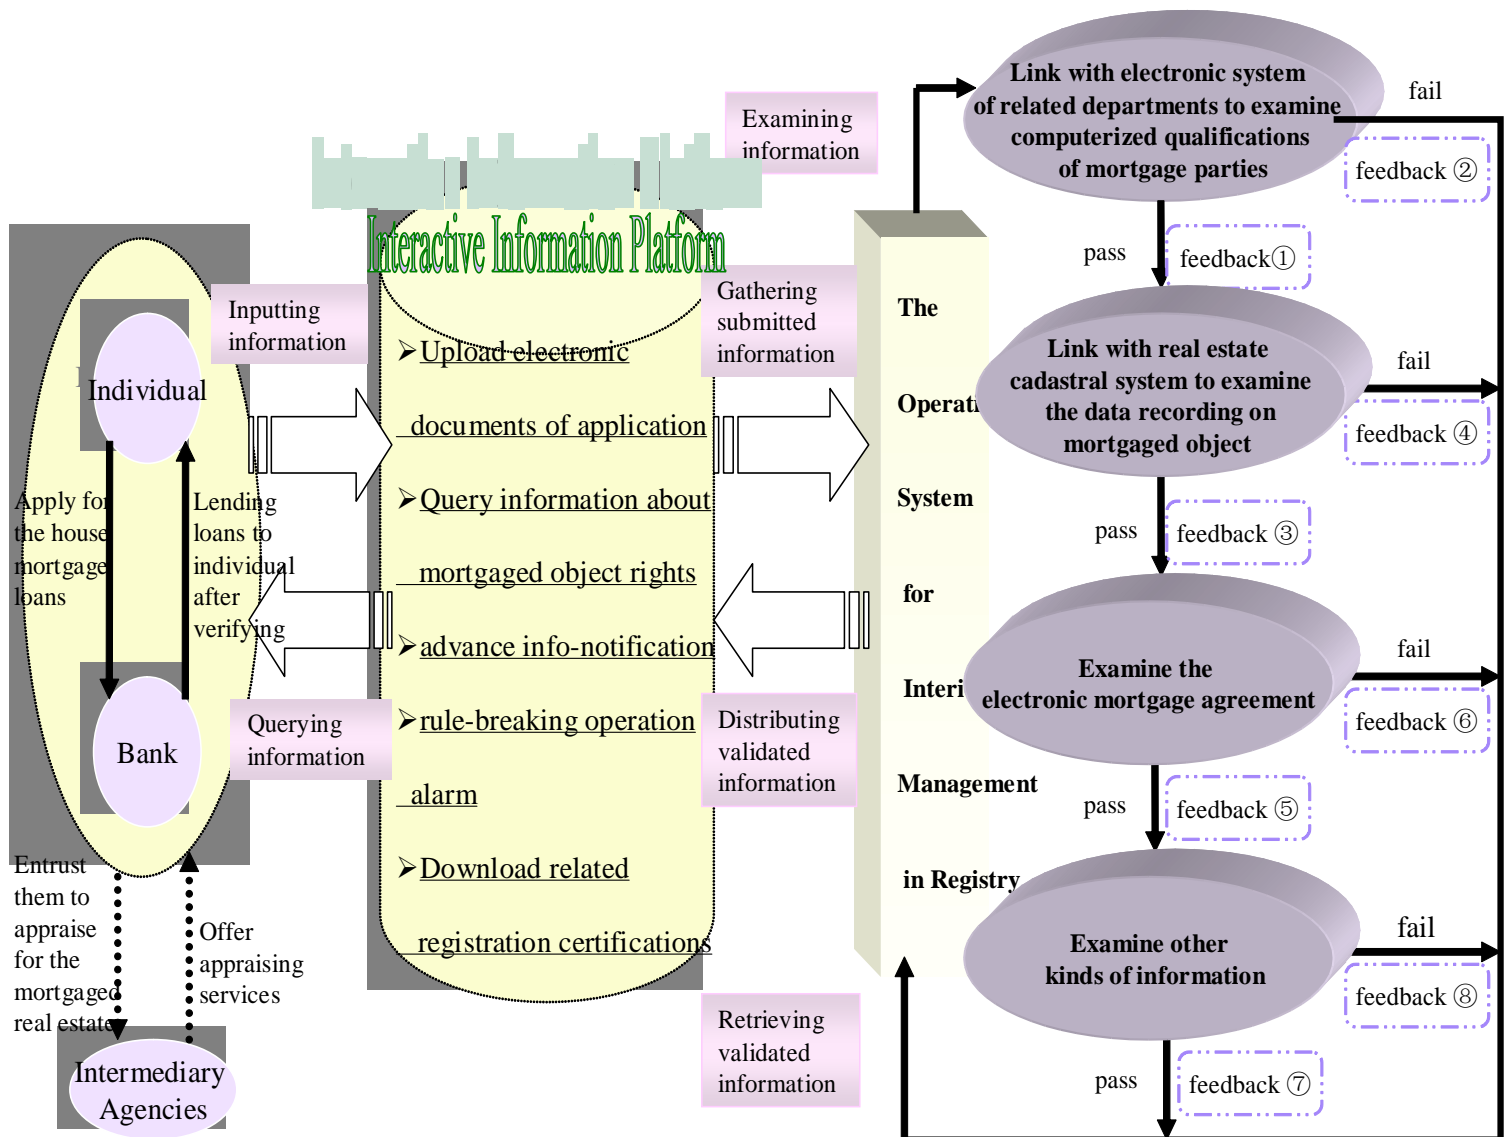 Link with electronic system
of related departments to examine
computerized qualifications
of mortgage parties
fail
feedback ②
Examining
information
Interactive Information Platform
pass
feedback①
Inputting
information
Gathering
submitted
information
The
Operati
System
for
Interi
Management
in Registry
Link with real estate
cadastral system to examine
the data recording on
mortgaged object
fail
feedback ④
Individual
➢Upload electronic
documents of application
➢Query information about
mortgaged object rights
➢advance info-notification
➢rule-breaking operation
alarm
➢Download related
registration certifications
Apply for
the house
mortgage
loans
Lending
loans to
individual
after
verifying
pass
feedback ③
Examine the
electronic mortgage agreement
fail
feedback ⑥
Querying
information
Distributing
validated
information
Bank
pass
feedback ⑤
Entrust
them to
appraise
for the
mortgaged
real estate
Offer
appraising
services
Examine other
kinds of information
fail
feedback ⑧
Retrieving
validated
information
Intermediary
Agencies
pass
feedback ⑦